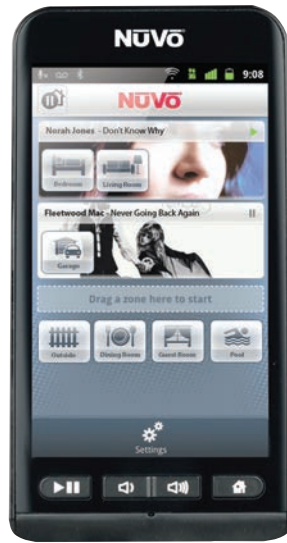 NUVO
9:08
NUVO
Norah Jones - Don't Know Why
Bedroom Living Room
Fleetwood Mac - Never Going Back Again
Garage
Drag a zone here to start
Outside Dining Room Guest Room Pool
Settings